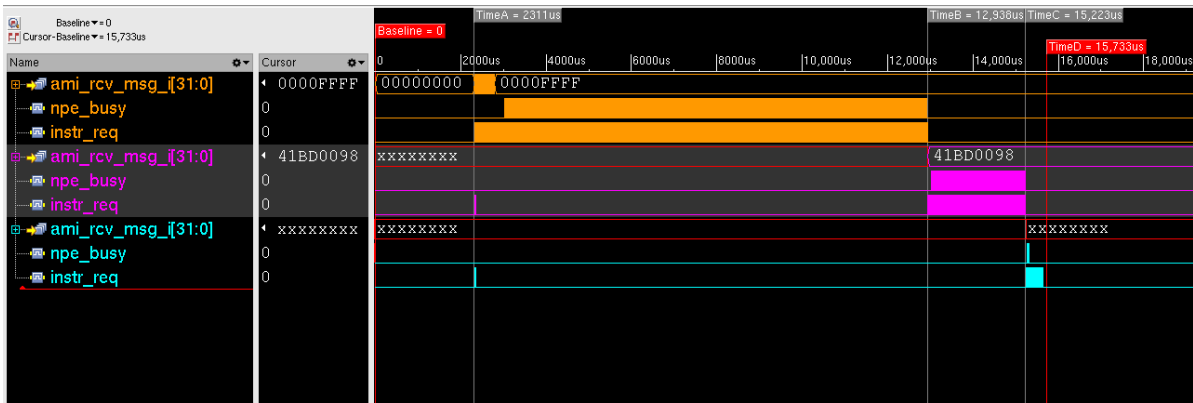 TimeA = 2311us TimeB = 12,938us TimeC = 15,223us
Baseline▼=0
Baseline = 0
Cursor-Baseline▼= 15,733us
TimeD = 15,733us
Name Cursor 0 2000us 4000us 6000us 8000us 10,000us 12,000us 14,000us 16,000us 18,000us
ami_rcv_msg_i[31:0] 0000FFFF 00000000 0000FFFF
npe_busy 0
instr_req 0
ami_rcv_msg_i[31:0] 41BD0098 xxxxxxxx 41BD0098
npe_busy 0
instr_req 0
ami_rcv_msg_i[31:0] xxxxxxxx xxxxxxxx xxxxxxxx
npe_busy 0
instr_req 0